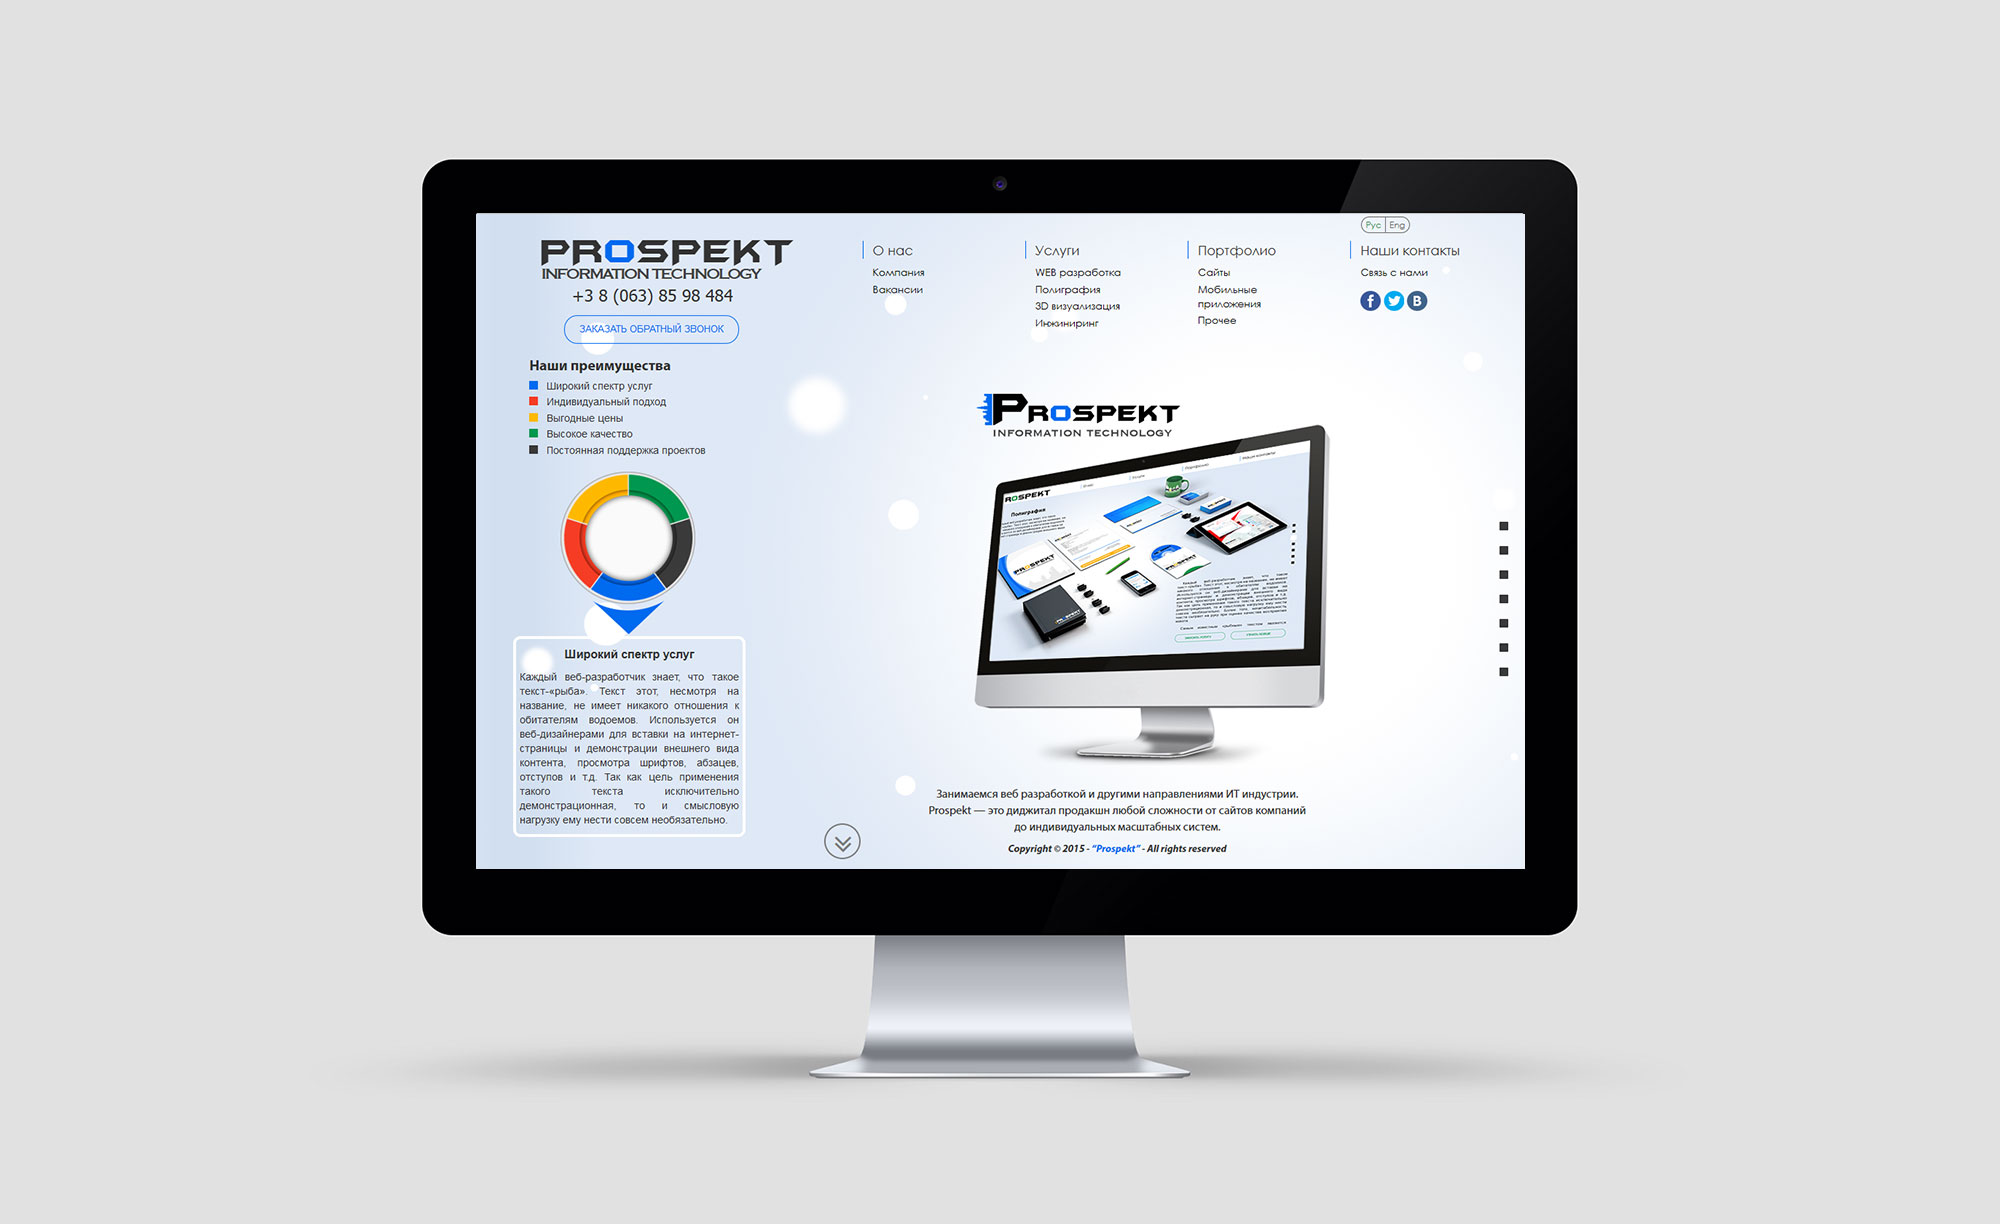 PROSPEKT
INFORMATION TECHNOLOGY
+3 8 (063) 85 98 484
ЗАКАЗАТЬ ОБРАТНЫЙ ЗВОНОК
О нас
Компания
Вакансии
Услуги
WEB разработка
Полиграфия
3D визуализация
Инжиниринг
Портфолио
Сайты
Мобильные
приложения
Прочее
Рус Eng
Наши контакты
Связь с нами
Наши преимущества
Широкий спектр услуг
Индивидуальный подход
Выгодные цены
Высокое качество
Постоянная поддержка проектов
Широкий спектр услуг
Каждый веб-разработчик знает, что такое
текст-«рыба». Текст этот, несмотря на
название, не имеет никакого отношения к
обитателям водоемов. Используется он
веб-дизайнерами для вставки на интернет-
страницы и демонстрации внешнего вида
контента, просмотра шрифтов, абзацев,
отступов и т.д. Так как цель применения
такого текста исключительно
демонстрационная, то и смысловую
нагрузку ему нести совсем необязательно.
PROSPEKT
INFORMATION TECHNOLOGY
ROSPEKT
Портфолио
Наши контакты
Полиграфия
PROSPEKT
Занимаемся веб разработкой и другими направлениями ИТ индустрии.
Prospekt — это диджитал продакшн любой сложности от сайтов компаний
до индивидуальных масштабных систем.
Copyright © 2015 - "Prospekt" - All rights reserved